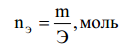 nэ = m/Э, моль